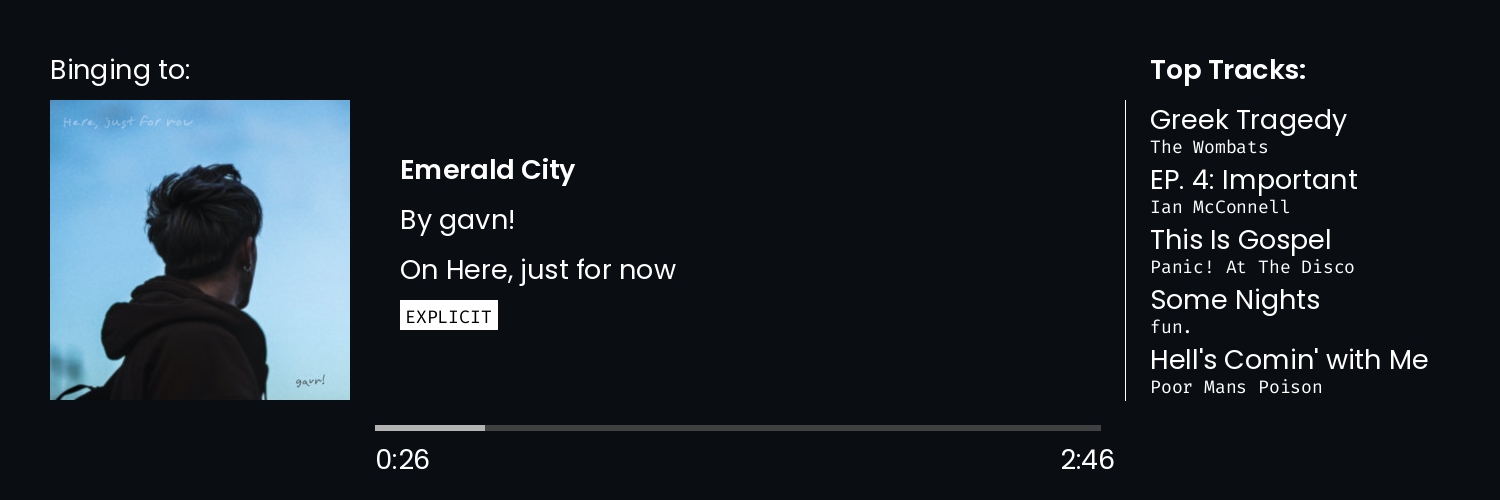 Binging to:
Here, just for now
gavn!
Emerald City
By gavn!
On Here, just for now
EXPLICIT
0:26
2:46
Top Tracks:
Greek Tragedy
The Wombats
EP. 4: Important
Ian McConnell
This Is Gospel
Panic! At The Disco
Some Nights
fun.
Hell's Comin' with Me
Poor Mans Poison